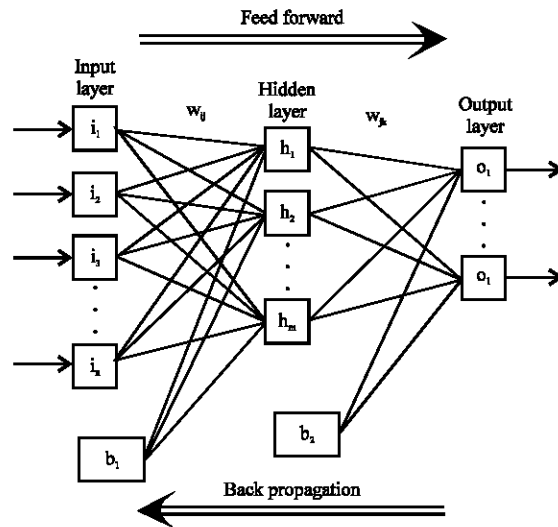 Feed forward
Input
layer
w_ij
Hidden
layer
w_jk
Output
layer
i_1
h_1
o_1
i_2
h_2
i_3
o_1
h_m
i_n
b_1
b_2
Back propagation